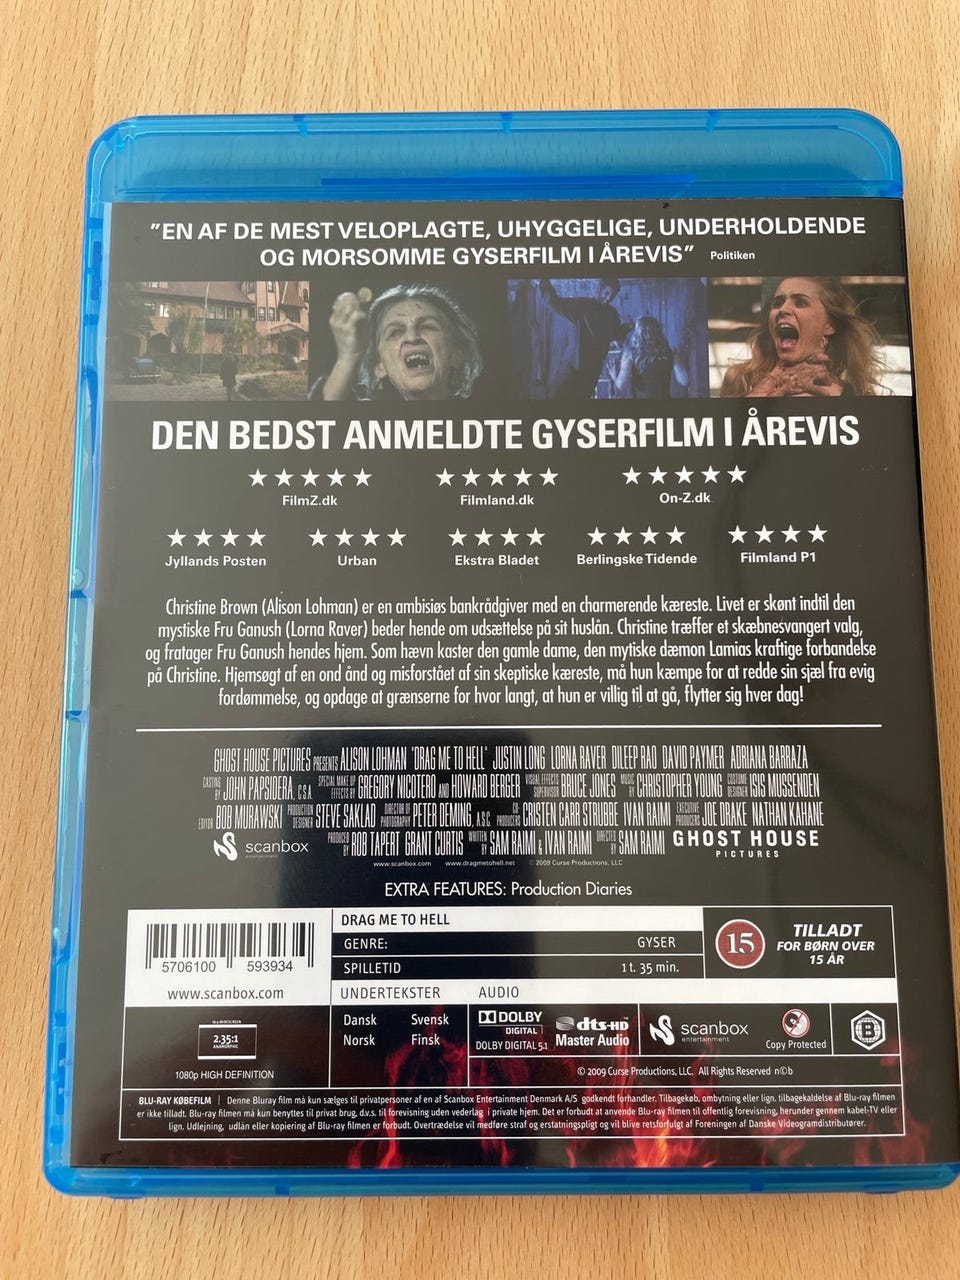 ”EN AF DE MEST VELOPLAGTE, UHYGGELIGE, UNDERHOLDENDE
OG MORSOMME GYSERFILM I ÅREVIS” Politiken
DEN BEDST ANMELDTE GYSERFILM I ÅREVIS
FilmZ.dk Filmland.dk On-Z.dk
Jyllands Posten Urban Ekstra Bladet Berlingske Tidende Filmland P1
Christine Brown (Alison Lohman) er en ambisiøs bankrådgiver med en charmerende kæreste. Livet er skønt indtil den
mystiske Fru Ganush (Lorna Raver) beder hende om udsættelse på sit huslån. Christine træffer et skæbnesvangert valg,
og fratager Fru Ganush hendes hjem. Som hævn kaster den gamle dame, den mytiske dæmon Lamias kraftige forbandelse
på Christine. Hjemsøgt af en ond ånd og misforstået af sin skeptiske kæreste, må hun kæmpe for at redde sin sjæl fra evig
fordømmelse, og opdage at grænserne for hvor langt, at hun er villig til at gå, flytter sig hver dag!
GHOST HOUSE PICTURES PRESENTS ALISON LOHMAN "DRAG ME TO HELL" JUSTIN LONG LORNA RAVER DILEEP RAO DAVID PAYMER ADRIANA BARRAZA
CASTING BY JOHN PAPSIDERA, C.S.A. SPECIAL MAKE UP EFFECTS BY GREGORY NICOTERO AND HOWARD BERGER VISUAL EFFECTS SUPERVISOR BRUCE JONES MUSIC BY CHRISTOPHER YOUNG COSTUME DESIGNER ISIS MUSSENDEN
EDITOR BOB MURAWSKI PRODUCTION DESIGNER STEVE SAKLAD DIRECTOR OF PHOTOGRAPHY PETER DEMING, A.S.C. CO-PRODUCERS CRISTEN CARR STRUBBE IVAN RAIMI EXECUTIVE PRODUCERS JOE DRAKE NATHAN KAHANE
scanbox entertainment PRODUCED BY ROB TAPERT GRANT CURTIS WRITTEN BY SAM RAIMI & IVAN RAIMI DIRECTED BY SAM RAIMI GHOST HOUSE PICTURES
www.scanbox.com www.dragmetohell.net © 2009 Curse Productions, LLC
EXTRA FEATURES: Production Diaries
DRAG ME TO HELL
GENRE: GYSER
SPILLETID 1 t. 35 min.
15 TILLADT
FOR BØRN OVER
15 ÅR
5706100 593934
www.scanbox.com
UNDERTEKSTER AUDIO
Dansk Svensk
Norsk Finsk
DOLBY
DIGITAL
DOLBY DIGITAL 5.1
dts-HD
Master Audio
scanbox
entertainment
Copy Protected
B
16:9 WIDESCREEN
2.35:1
ANAMORPHIC
1080p HIGH DEFINITION
© 2009 Curse Productions, LLC. All Rights Reserved n©b
BLU-RAY KØBEFILM | Denne Bluray film må kun sælges til privatpersoner af en af Scanbox Entertainment Denmark A/S godkendt forhandler. Tilbagekøb, ombytning eller lign. tilbagekaldelse af Blu-ray filmen
er ikke tilladt. Blu-ray filmen må kun benyttes til privat brug, d.v.s. til forevisning uden vederlag i private hjem. Det er forbudt at anvende Blu-ray filmen til offentlig forevisning, herunder gennem kabel-TV eller
lign. Udlejning, udlån eller kopiering af Blu-ray filmen er forbudt. Overtrædelse vil medføre straf og erstatningspligt og vil blive retsforfulgt af Foreningen af Danske Videogramdistributører.